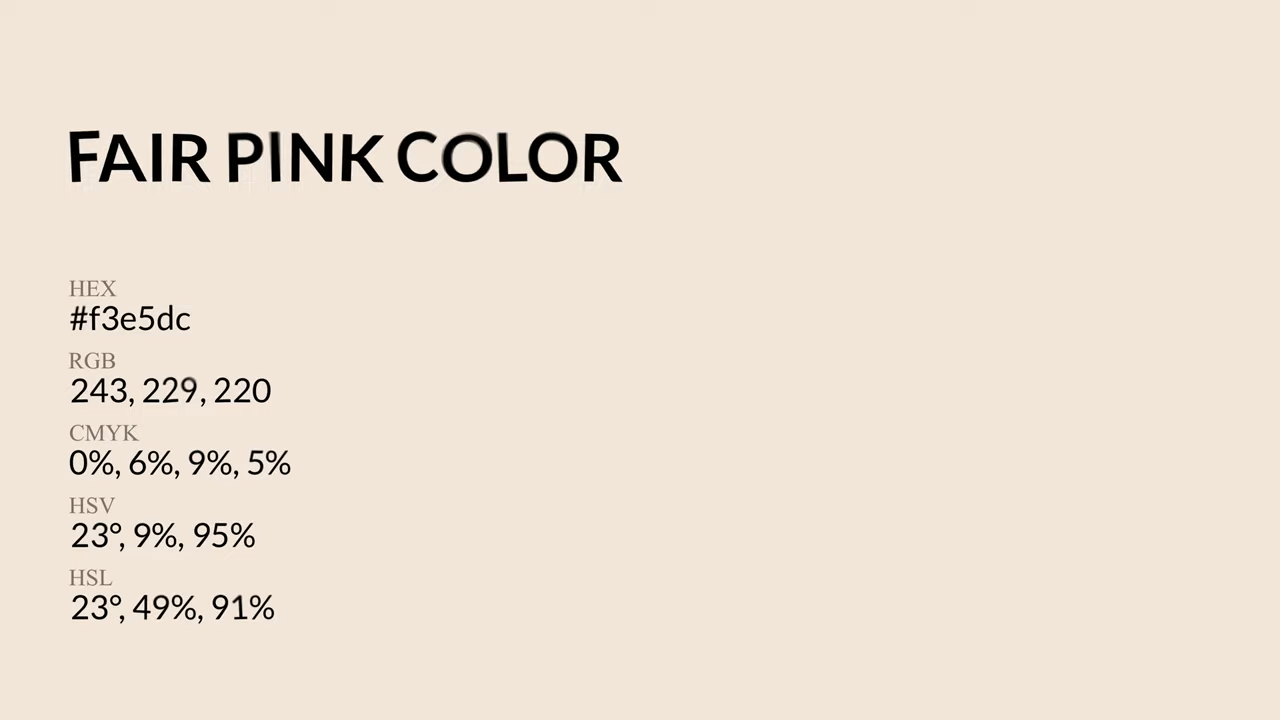 FAIR PINK COLOR
HEX
#f3e5dc
RGB
243, 229, 220
CMYK
0%, 6%, 9%, 5%
HSV
23°, 9%, 95%
HSL
23°, 49%, 91%